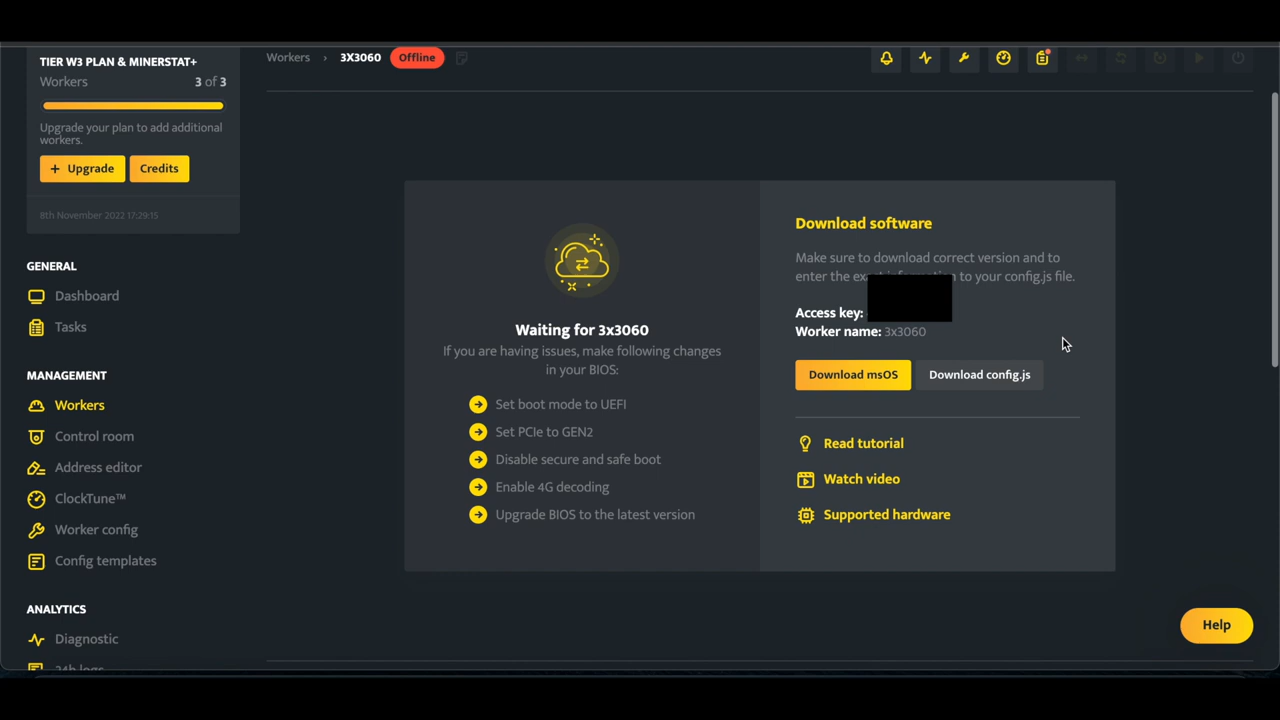 TIER W3 PLAN & MINERSTAT+
Workers 3 of 3
Upgrade your plan to add additional
workers.
+ Upgrade
Credits
8th November 2022 17:29:15
GENERAL
Dashboard
Tasks
MANAGEMENT
Workers
Control room
Address editor
ClockTune™
Worker config
Config templates
ANALYTICS
Diagnostic
24h logs
Workers › 3X3060 Offline
Waiting for 3x3060
If you are having issues, make following changes
in your BIOS:
Set boot mode to UEFI
Set PCIe to GEN2
Disable secure and safe boot
Enable 4G decoding
Upgrade BIOS to the latest version
Download software
Make sure to download correct version and to
enter the exact information to your config.js file.
Access key:
Worker name: 3x3060
Download msOS
Download config.js
Read tutorial
Watch video
Supported hardware
Help